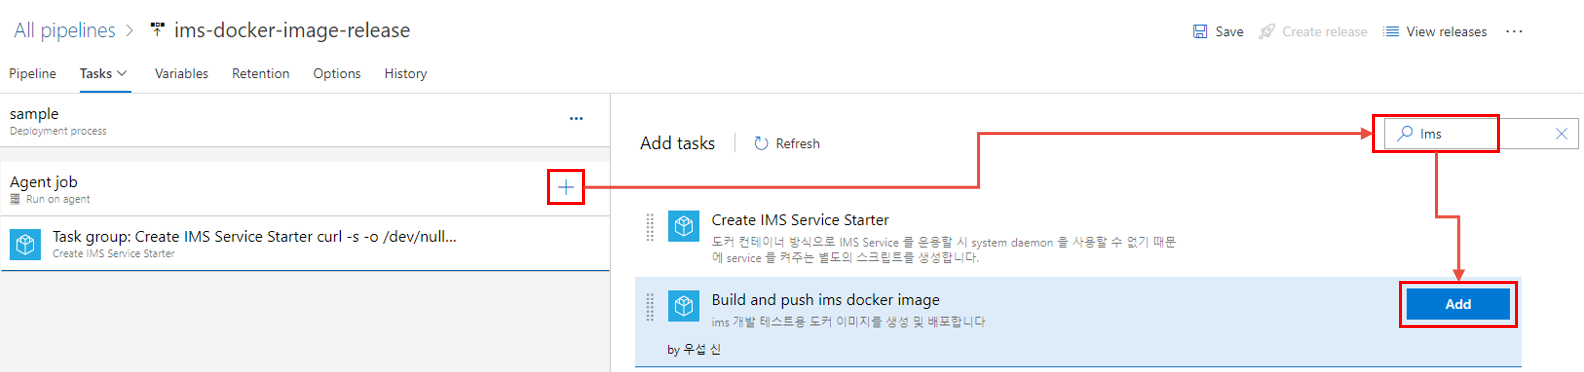 All pipelines > ims-docker-image-release
Save Create release View releases ...
Pipeline Tasks Variables Retention Options History
sample
Deployment process
Add tasks Refresh
Ims
Agent job
Run on agent
Task group: Create IMS Service Starter curl -s -o /dev/null...
Create IMS Service Starter
Create IMS Service Starter
도커 컨테이너 방식으로 IMS Service 를 운용할 시 system daemon 을 사용할 수 없기 때문
에 service 를 켜주는 별도의 스크립트를 생성합니다.
Build and push ims docker image
ims 개발 테스트용 도커 이미지를 생성 및 배포합니다
by 우섭 신
Add